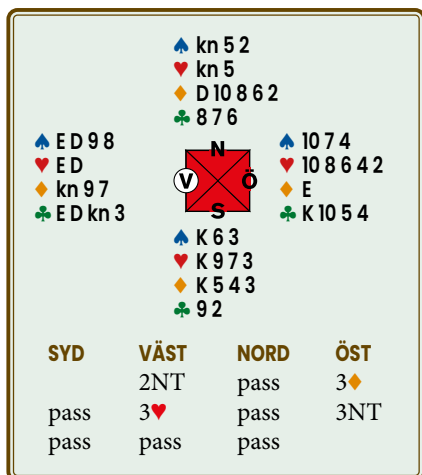 ♠ kn 5 2
♥ kn 5
♦ D 10 8 6 2
♣ 8 7 6
♠ E D 9 8
♥ E D
♦ kn 9 7
♣ E D kn 3
N
V Ö
S
♠ 10 7 4
♥ 10 8 6 4 2
♦ E
♣ K 10 5 4
♠ K 6 3
♥ K 9 7 3
♦ K 5 4 3
♣ 9 2
SYD VÄST NORD ÖST
2NT pass 3♦
pass 3♥ pass 3NT
pass pass pass